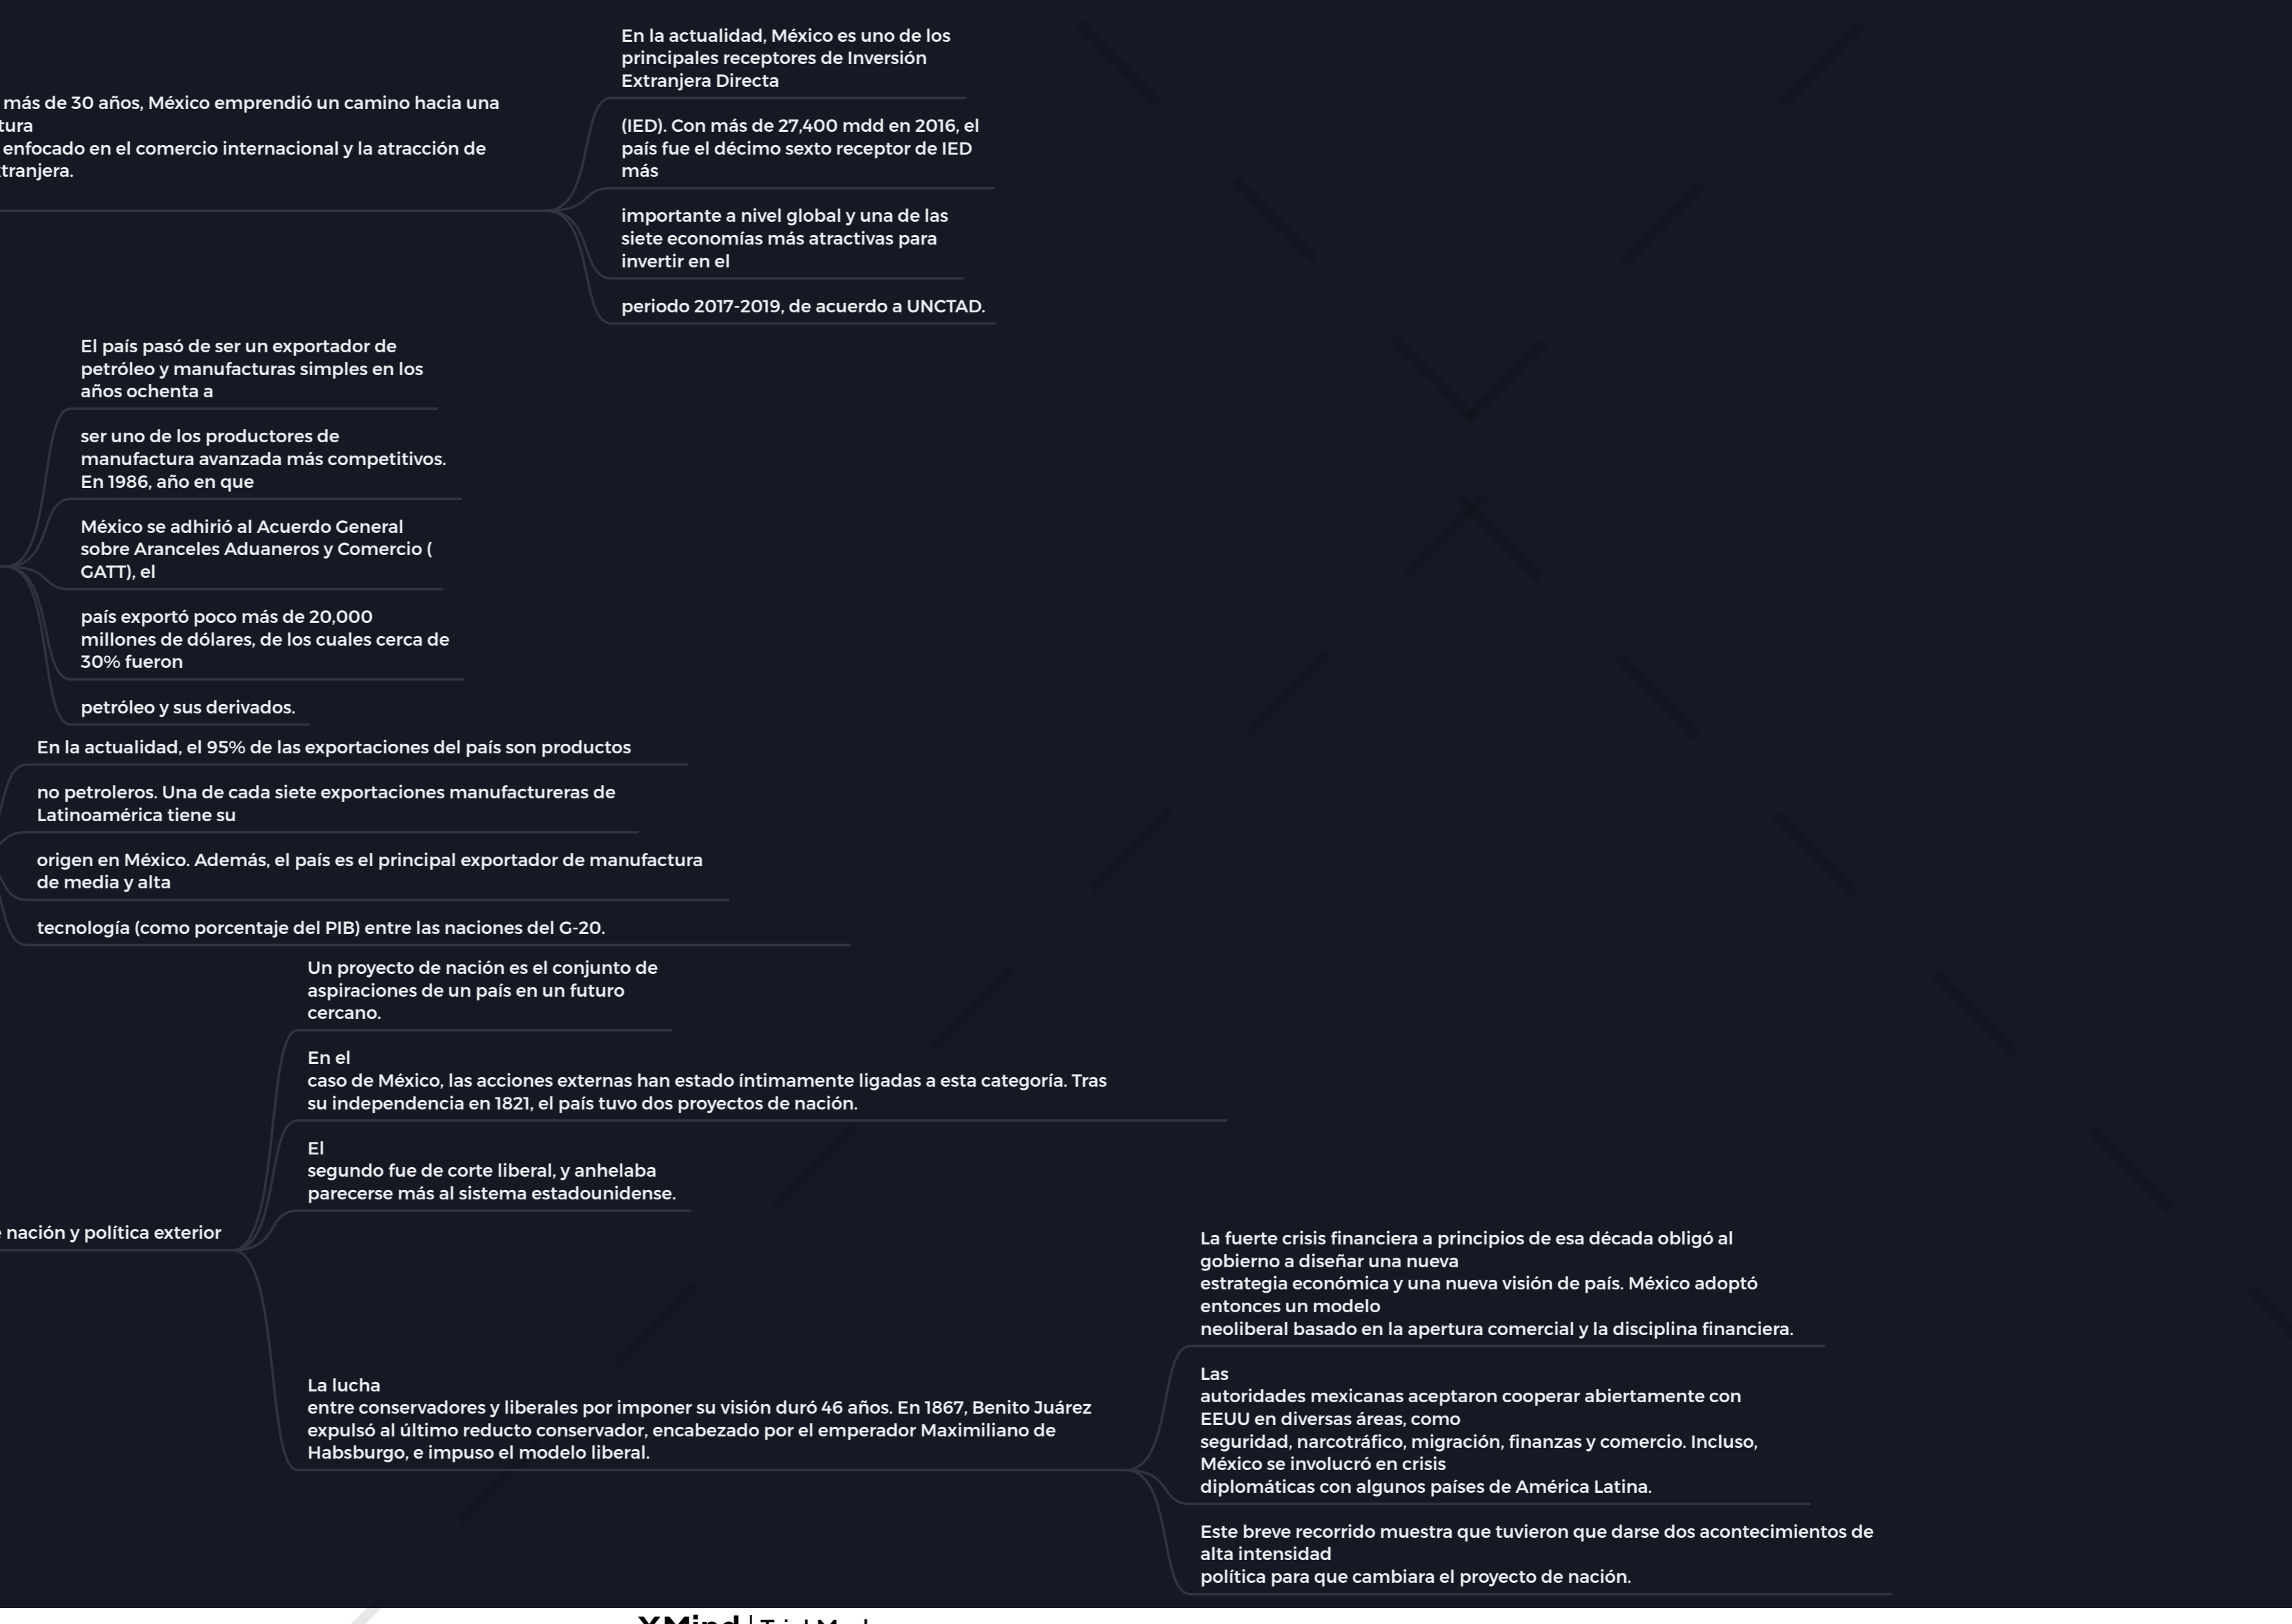 más de 30 años, México emprendió un camino hacia una
tura
enfocado en el comercio internacional y la atracción de
tranjera.
En la actualidad, México es uno de los
principales receptores de Inversión
Extranjera Directa
(IED). Con más de 27,400 mdd en 2016, el
país fue el décimo sexto receptor de IED
más
importante a nivel global y una de las
siete economías más atractivas para
invertir en el
periodo 2017-2019, de acuerdo a UNCTAD.
El país pasó de ser un exportador de
petróleo y manufacturas simples en los
años ochenta a
ser uno de los productores de
manufactura avanzada más competitivos.
En 1986, año en que
México se adhirió al Acuerdo General
sobre Aranceles Aduaneros y Comercio (
GATT), el
país exportó poco más de 20,000
millones de dólares, de los cuales cerca de
30% fueron
petróleo y sus derivados.
En la actualidad, el 95% de las exportaciones del país son productos
no petroleros. Una de cada siete exportaciones manufactureras de
Latinoamérica tiene su
origen en México. Además, el país es el principal exportador de manufactura
de media y alta
tecnología (como porcentaje del PIB) entre las naciones del G-20.
nación y política exterior
Un proyecto de nación es el conjunto de
aspiraciones de un país en un futuro
cercano.
En el
caso de México, las acciones externas han estado íntimamente ligadas a esta categoría. Tras
su independencia en 1821, el país tuvo dos proyectos de nación.
El
segundo fue de corte liberal, y anhelaba
parecerse más al sistema estadounidense.
La lucha
entre conservadores y liberales por imponer su visión duró 46 años. En 1867, Benito Juárez
expulsó al último reducto conservador, encabezado por el emperador Maximiliano de
Habsburgo, e impuso el modelo liberal.
La fuerte crisis financiera a principios de esa década obligó al
gobierno a diseñar una nueva
estrategia económica y una nueva visión de país. México adoptó
entonces un modelo
neoliberal basado en la apertura comercial y la disciplina financiera.
Las
autoridades mexicanas aceptaron cooperar abiertamente con
EEUU en diversas áreas, como
seguridad, narcotráfico, migración, finanzas y comercio. Incluso,
México se involucró en crisis
diplomáticas con algunos países de América Latina.
Este breve recorrido muestra que tuvieron que darse dos acontecimientos de
alta intensidad
política para que cambiara el proyecto de nación.